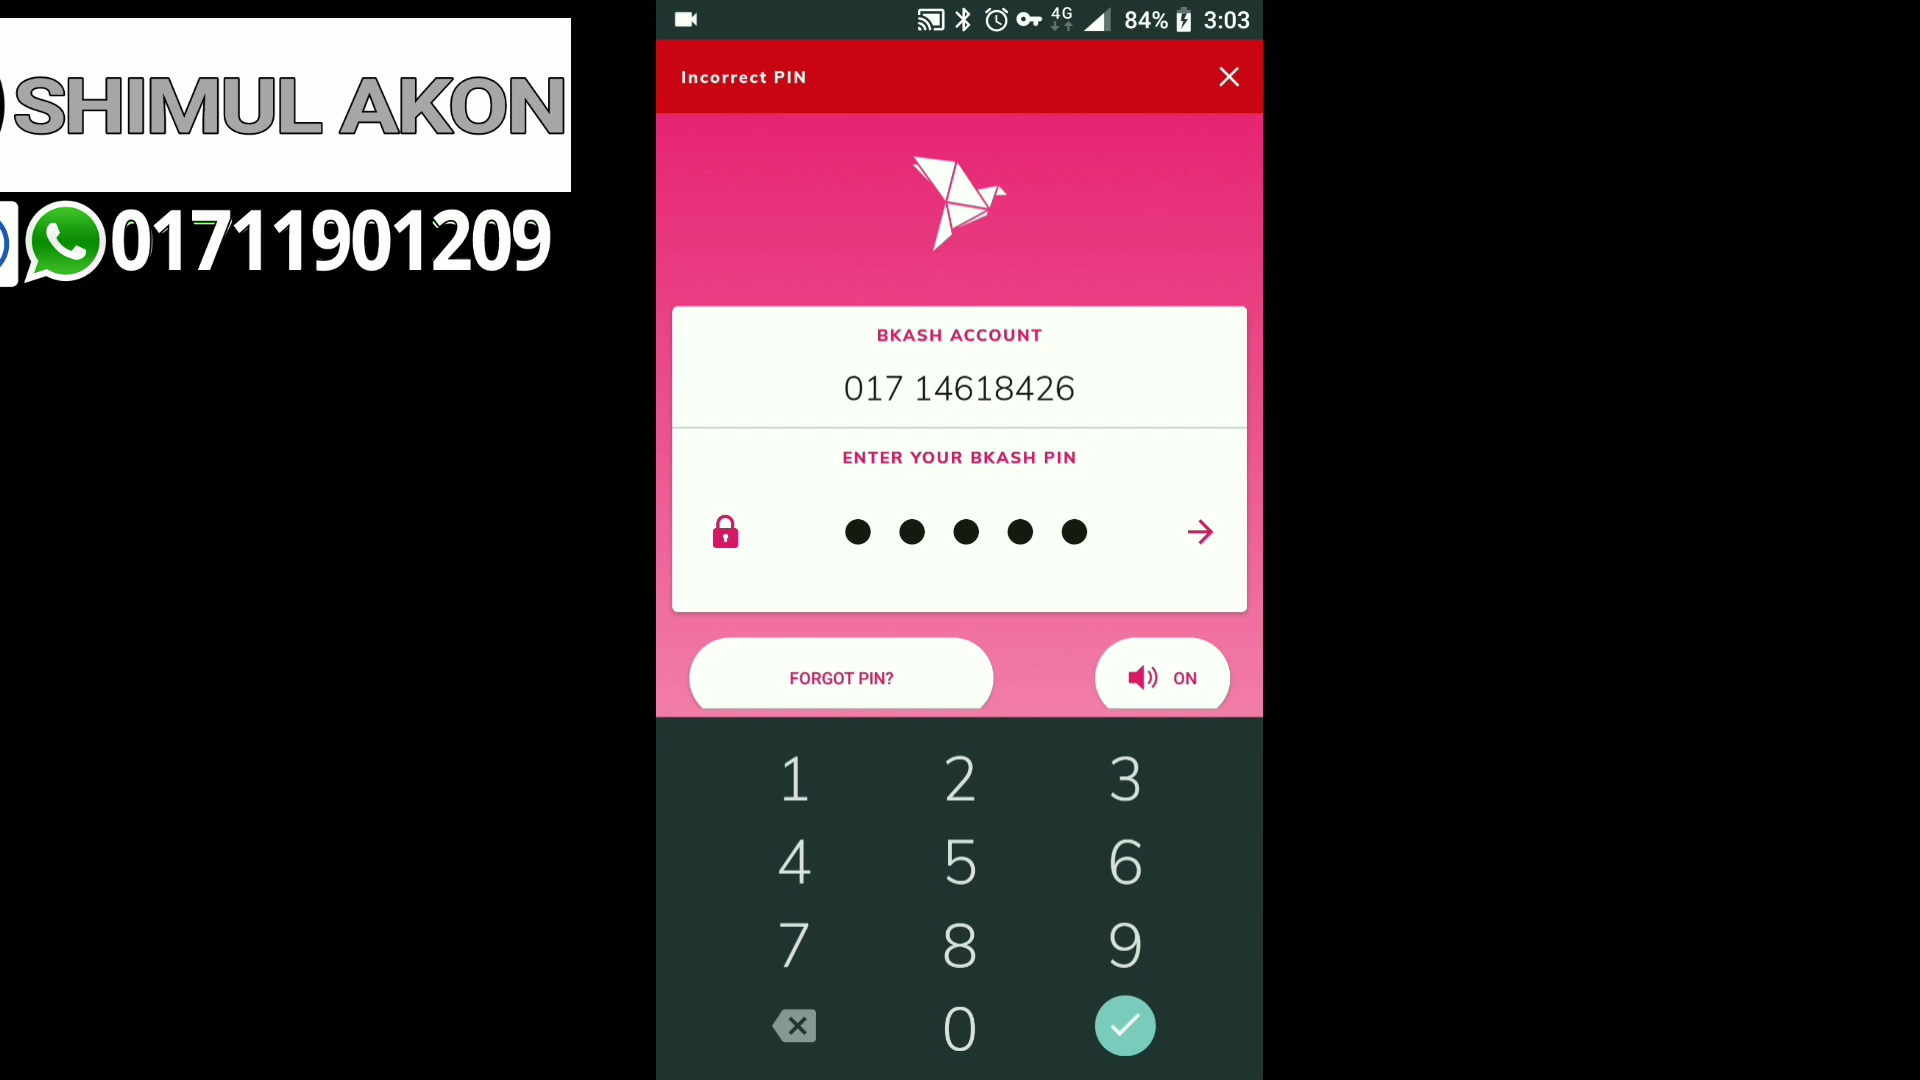 SHIMUL AKON
01711901209
4G
84%
3:03
Incorrect PIN
BKASH ACCOUNT
017 14618426
ENTER YOUR BKASH PIN
FORGOT PIN?
ON
1 2 3
4 5 6
7 8 9
0